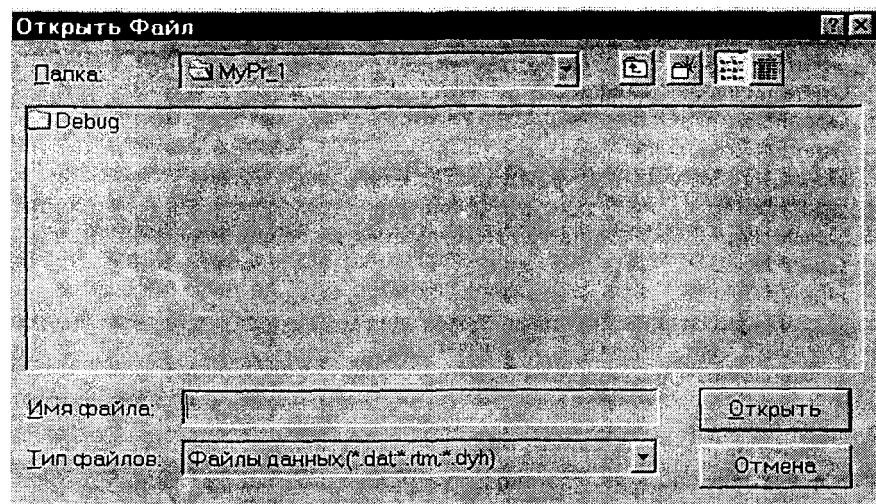 Открыть Файл
Папка: MyPr_1
Debug
Имя файла: Открыть
Тип файлов: Файлы данных(*.dat*.rtm,*.dyh) Отмена